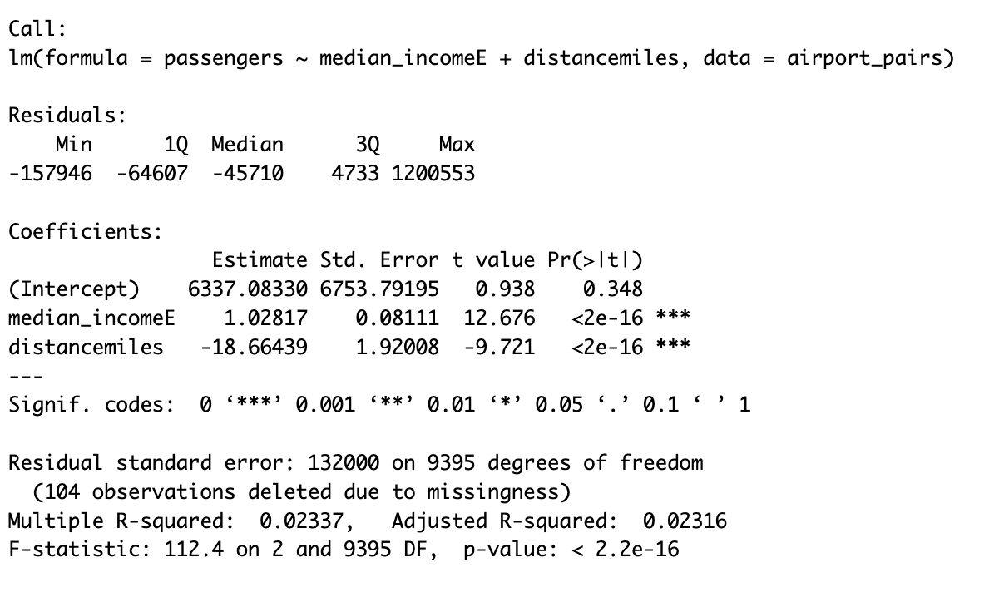 Call:
lm(formula = passengers ~ median_incomeE + distancemiles, data = airport_pairs)
Residuals:
    Min      1Q  Median      3Q     Max
-157946  -64607  -45710    4733 1200553
Coefficients:
                 Estimate Std. Error t value Pr(>|t|)
(Intercept)    6337.08330 6753.79195   0.938    0.348
median_incomeE    1.02817    0.08111  12.676   <2e-16 ***
distancemiles   -18.66439    1.92008  -9.721   <2e-16 ***
---
Signif. codes:  0 ‘***’ 0.001 ‘**’ 0.01 ‘*’ 0.05 ‘.’ 0.1 ‘ ’ 1
Residual standard error: 132000 on 9395 degrees of freedom
  (104 observations deleted due to missingness)
Multiple R-squared:  0.02337,   Adjusted R-squared:  0.02316
F-statistic: 112.4 on 2 and 9395 DF,  p-value: < 2.2e-16